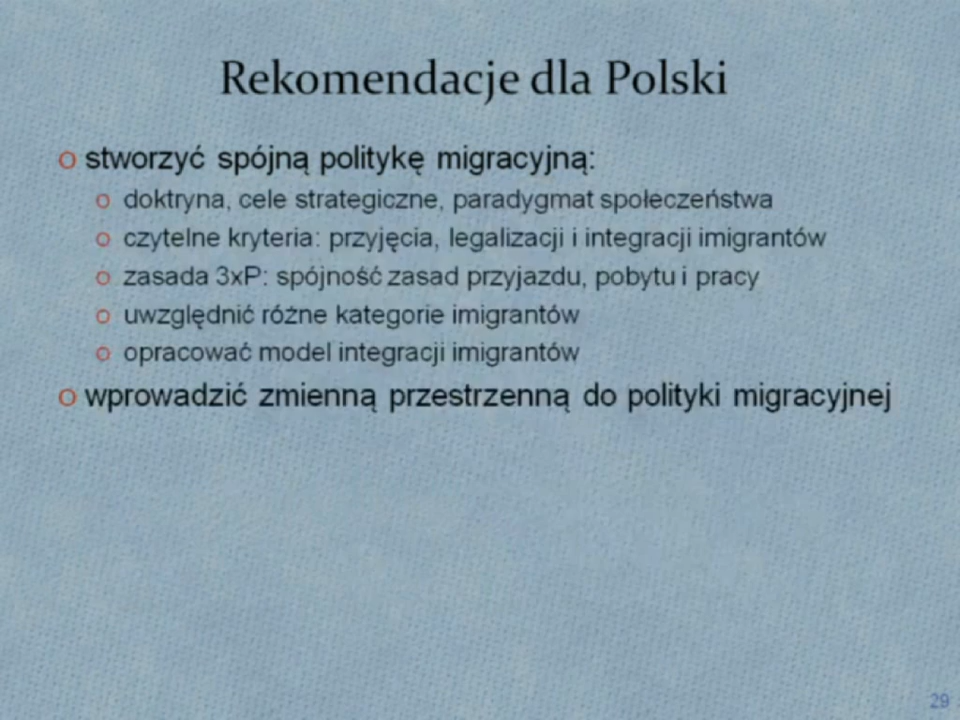 Rekomendacje dla Polski
o stworzyć spójną politykę migracyjną:
o doktryna, cele strategiczne, paradygmat społeczeństwa
o czytelne kryteria: przyjęcia, legalizacji i integracji imigrantów
o zasada 3xP: spójność zasad przyjazdu, pobytu i pracy
o uwzględnić różne kategorie imigrantów
o opracować model integracji imigrantów
o wprowadzić zmienną przestrzenną do polityki migracyjnej
29